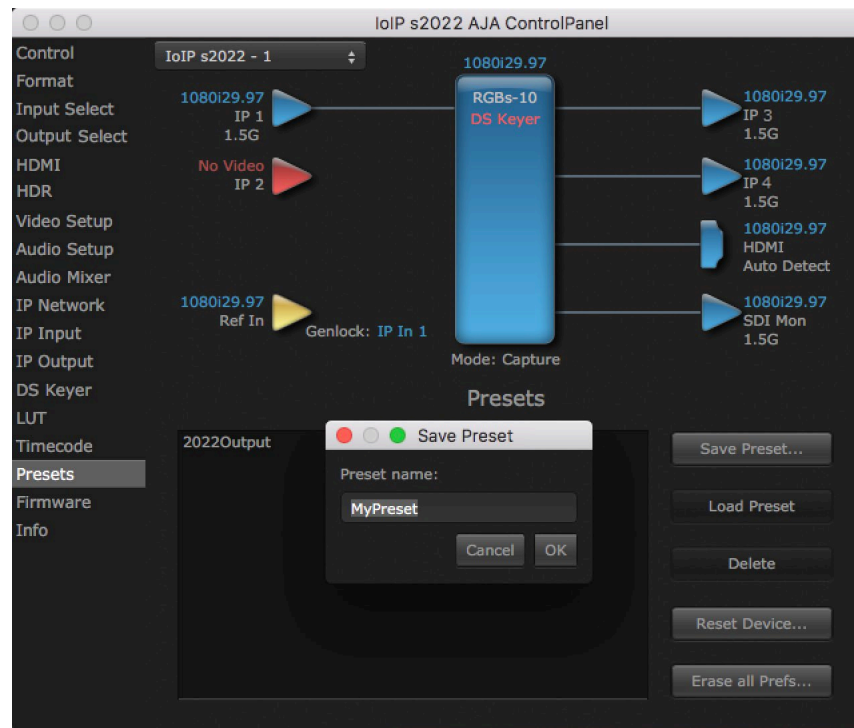 IoIP s2022 AJA ControlPanel
Control
Format
Input Select
Output Select
HDMI
HDR
Video Setup
Audio Setup
Audio Mixer
IP Network
IP Input
IP Output
DS Keyer
LUT
Timecode
Presets
Firmware
Info
IoIP s2022 - 1
1080i29.97
IP 1
1.5G
No Video
IP 2
1080i29.97
Ref In
Genlock: IP In 1
1080i29.97
RGBs-10
DS Keyer
Mode: Capture
1080i29.97
IP 3
1.5G
1080i29.97
IP 4
1.5G
1080i29.97
HDMI
Auto Detect
1080i29.97
SDI Mon
1.5G
Presets
2022Output
Save Preset
Preset name:
MyPreset
Cancel OK
Save Preset...
Load Preset
Delete
Reset Device...
Erase all Prefs...